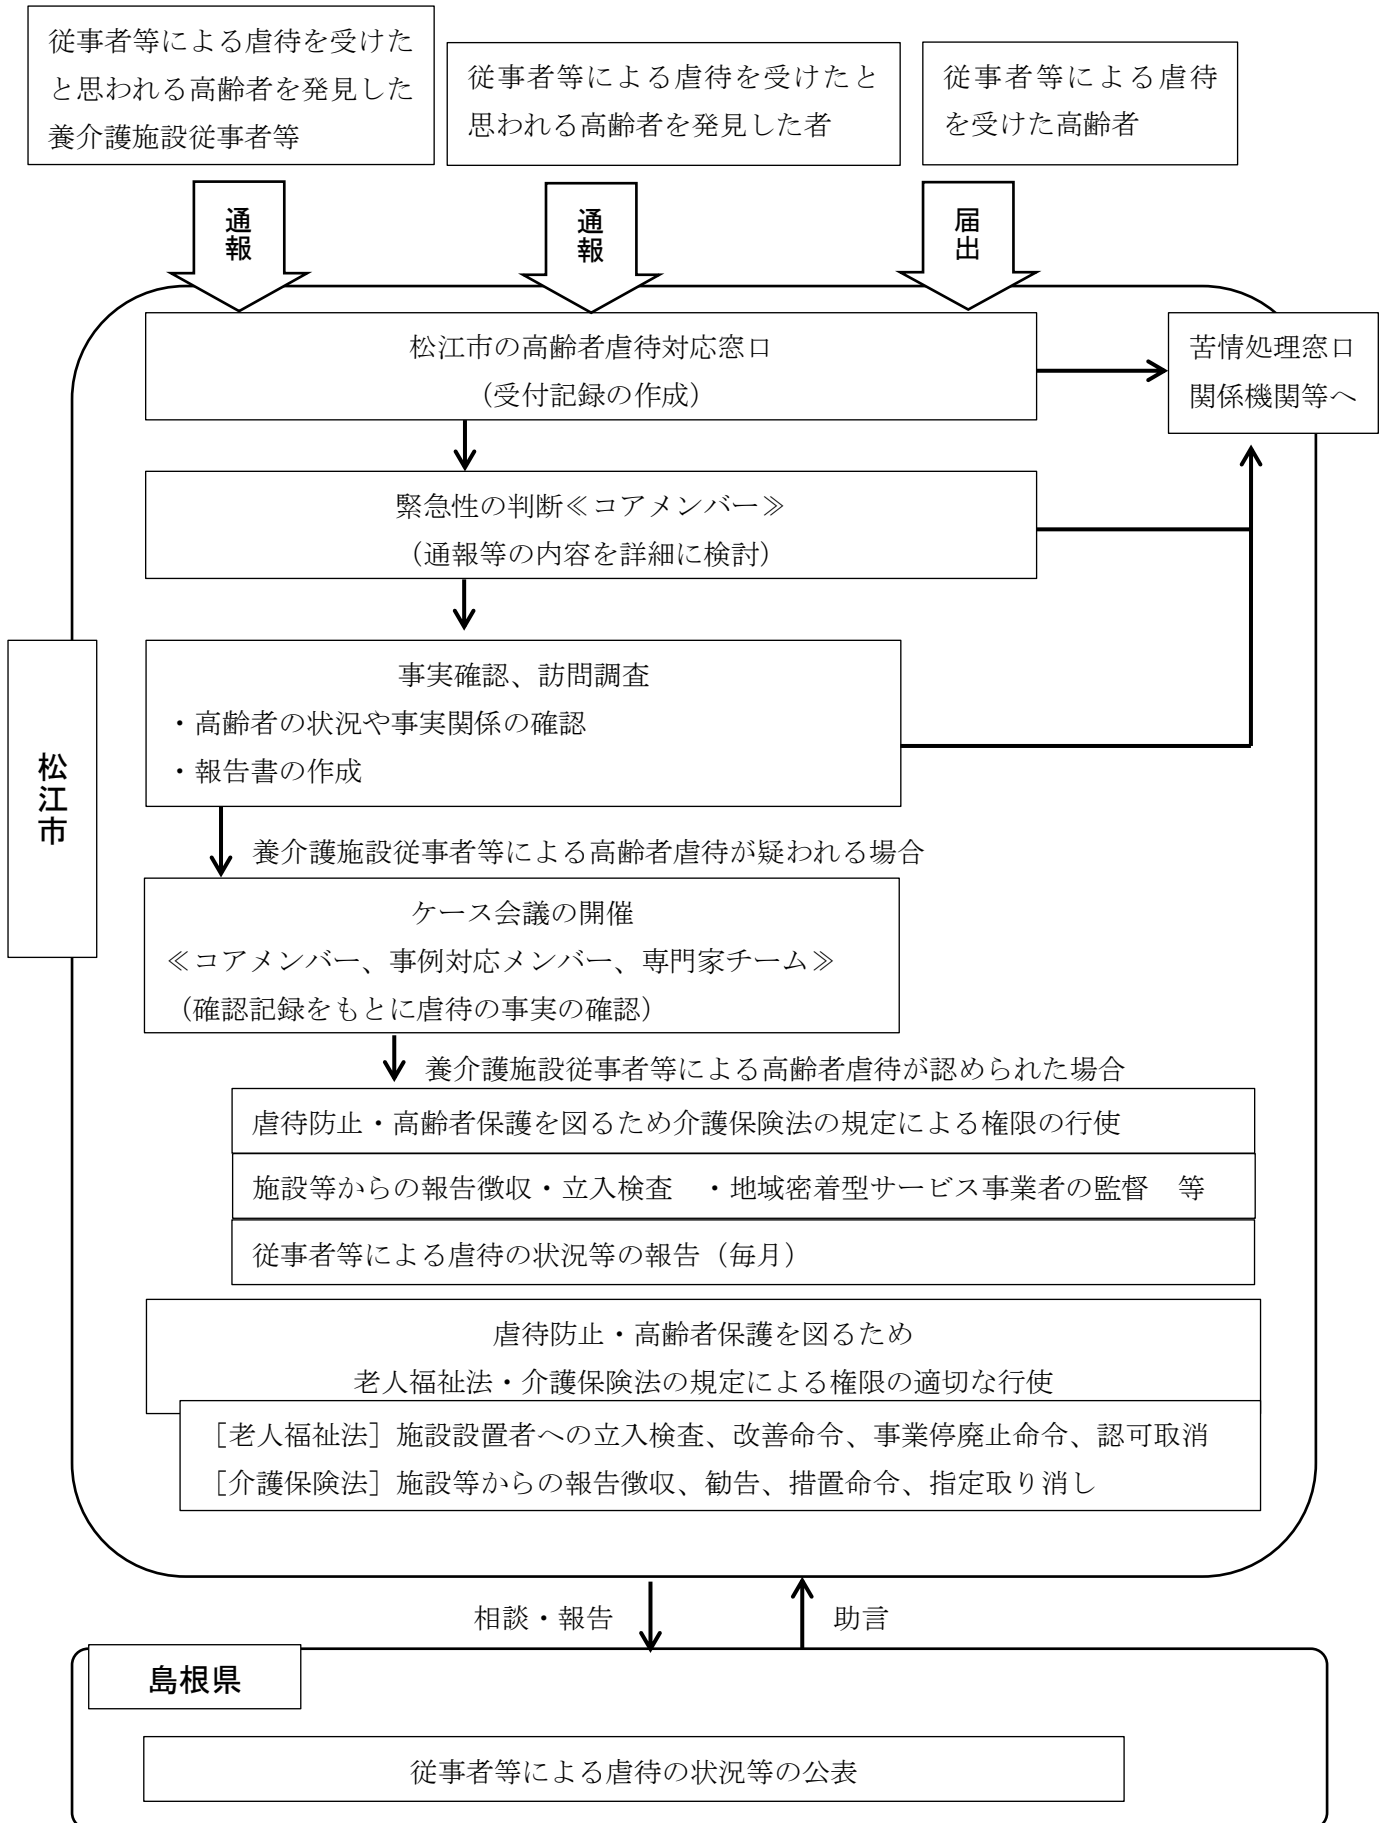 従事者等による虐待を受けた
と思われる高齢者を発見した
養介護施設従事者等
従事者等による虐待を受けたと
思われる高齢者を発見した者
従事者等による虐待
を受けた高齢者
通報
通報
届出
松江市の高齢者虐待対応窓口
（受付記録の作成）
苦情処理窓口
関係機関等へ
緊急性の判断≪コアメンバー≫
（通報等の内容を詳細に検討）
事実確認、訪問調査
・高齢者の状況や事実関係の確認
・報告書の作成
松江市
養介護施設従事者等による高齢者虐待が疑われる場合
ケース会議の開催
≪コアメンバー、事例対応メンバー、専門家チーム≫
（確認記録をもとに虐待の事実の確認）
養介護施設従事者等による高齢者虐待が認められた場合
虐待防止・高齢者保護を図るため介護保険法の規定による権限の行使
施設等からの報告徴収・立入検査　・地域密着型サービス事業者の監督　等
従事者等による虐待の状況等の報告（毎月）
虐待防止・高齢者保護を図るため
老人福祉法・介護保険法の規定による権限の適切な行使
［老人福祉法］施設設置者への立入検査、改善命令、事業停廃止命令、認可取消
［介護保険法］施設等からの報告徴収、勧告、措置命令、指定取り消し
相談・報告
助言
島根県
従事者等による虐待の状況等の公表